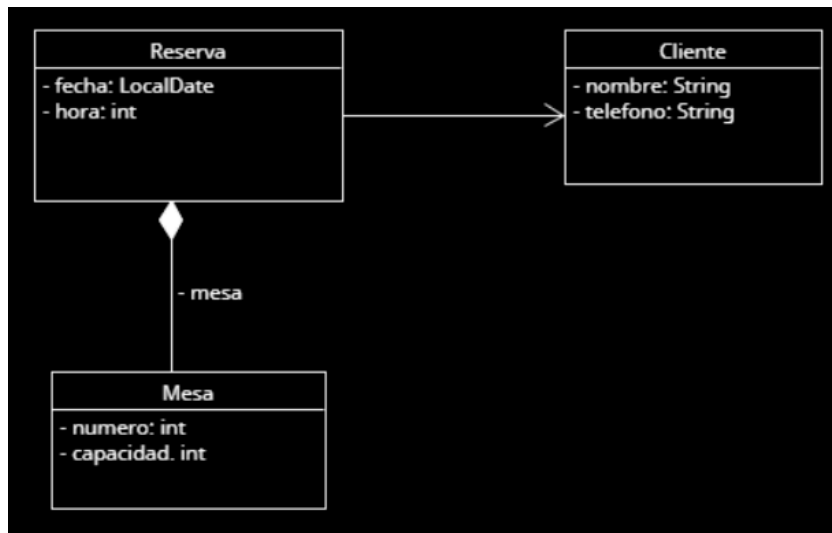 Reserva
- fecha: LocalDate
- hora: int
Cliente
- nombre: String
- telefono: String
- mesa
Mesa
- numero: int
- capacidad. int